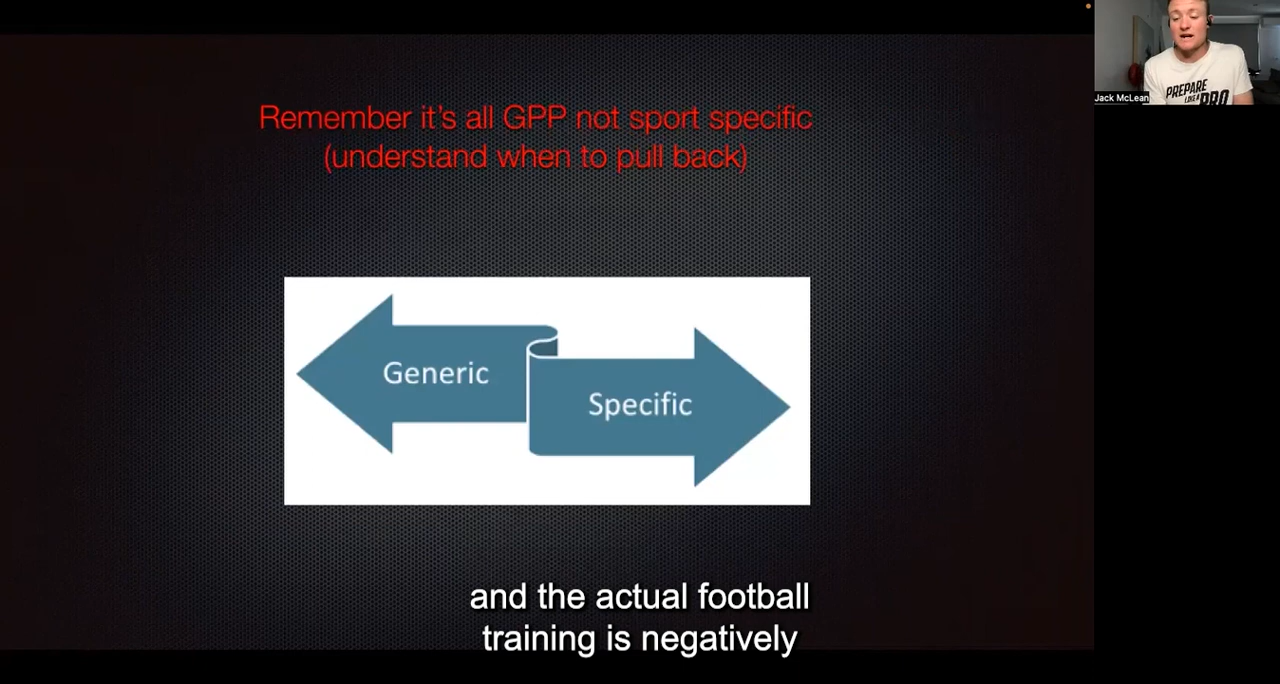 Remember it's all GPP not sport specific
(understand when to pull back)
Generic
Specific
and the actual football
training is negatively
Jack McLean
PREPARE
LIKE A
PRO